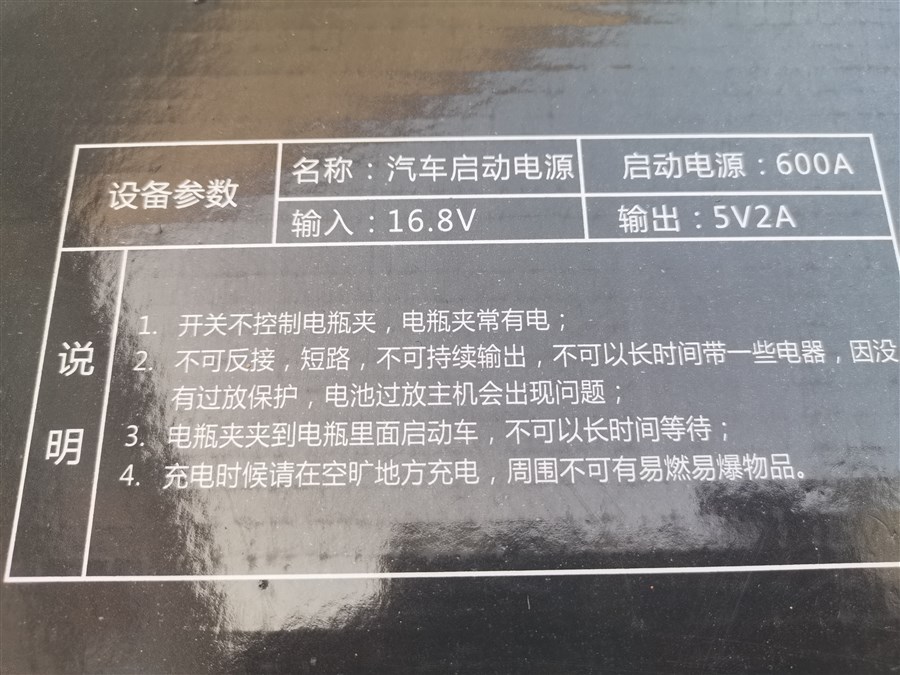 设备参数
名称：汽车启动电源
启动电源：600A
输入：16.8V
输出：5V2A
说明
1. 开关不控制电瓶夹，电瓶夹常有电；
2. 不可反接，短路，不可持续输出，不可以长时间带一些电器，因没
有过放保护，电池过放主机会出现问题；
3. 电瓶夹夹到电瓶里面启动车，不可以长时间等待；
4. 充电时候请在空旷地方充电，周围不可有易燃易爆物品。